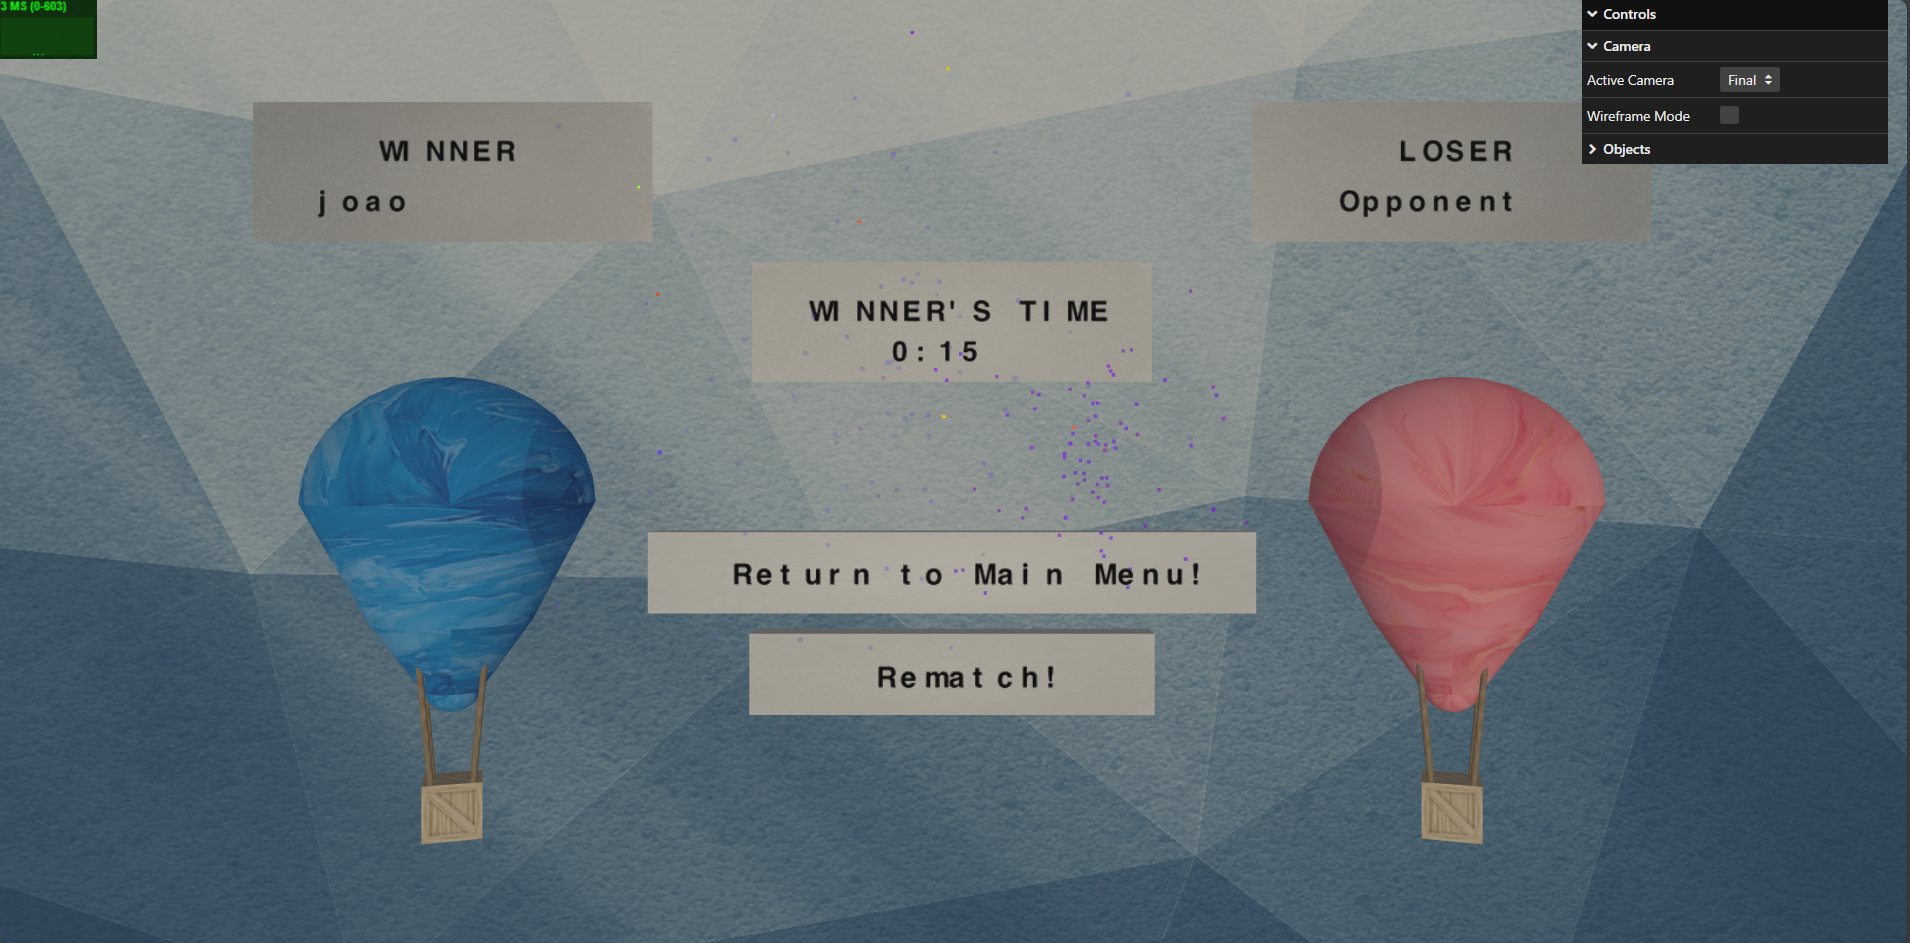 3 MS (0-603)
Controls
Camera
Active Camera Final
Wireframe Mode
Objects
WINNER
joao
LOSER
Opponent
WINNER'S TIME
0:15
Return to Main Menu!
Rematch!